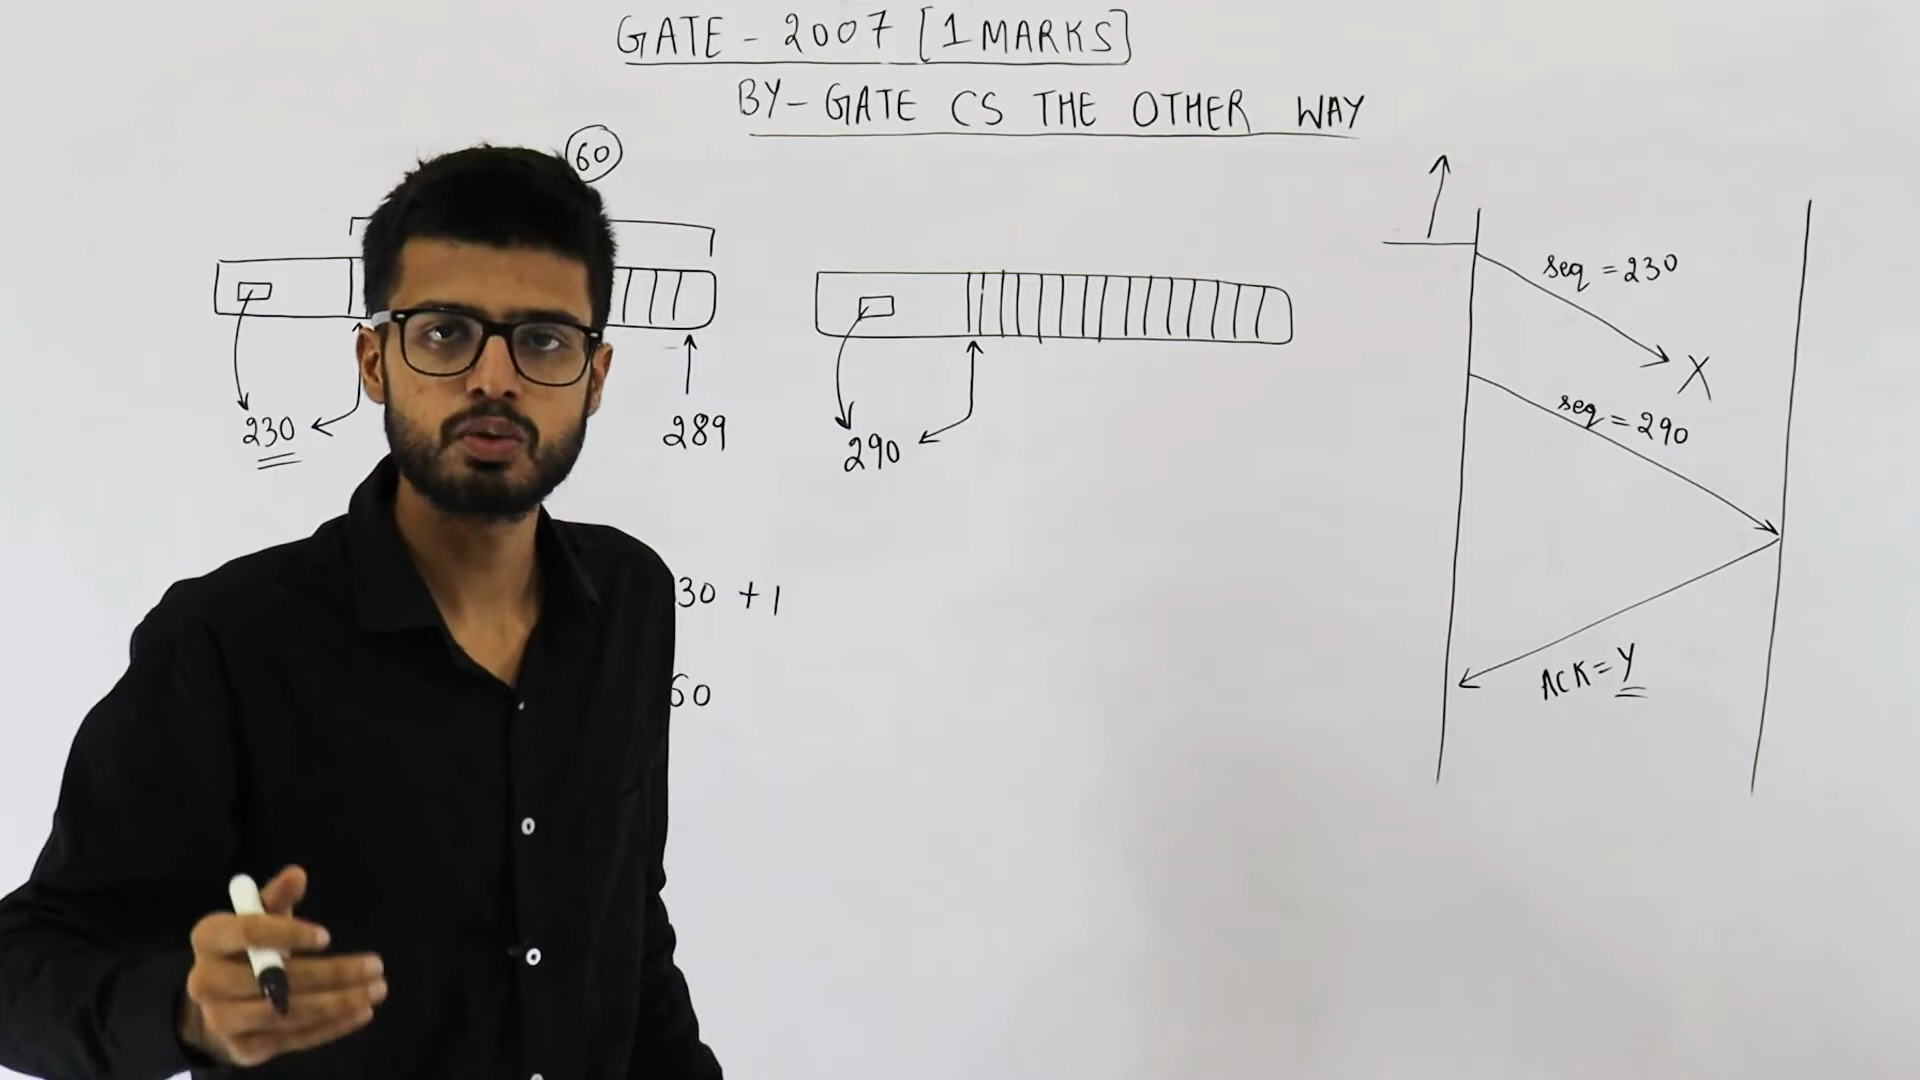 GATE - 2007 [1 MARKS]
BY - GATE CS THE OTHER WAY
60
230
289
290
30 + 1
60
seq = 230
X
seq = 290
ACK = Y